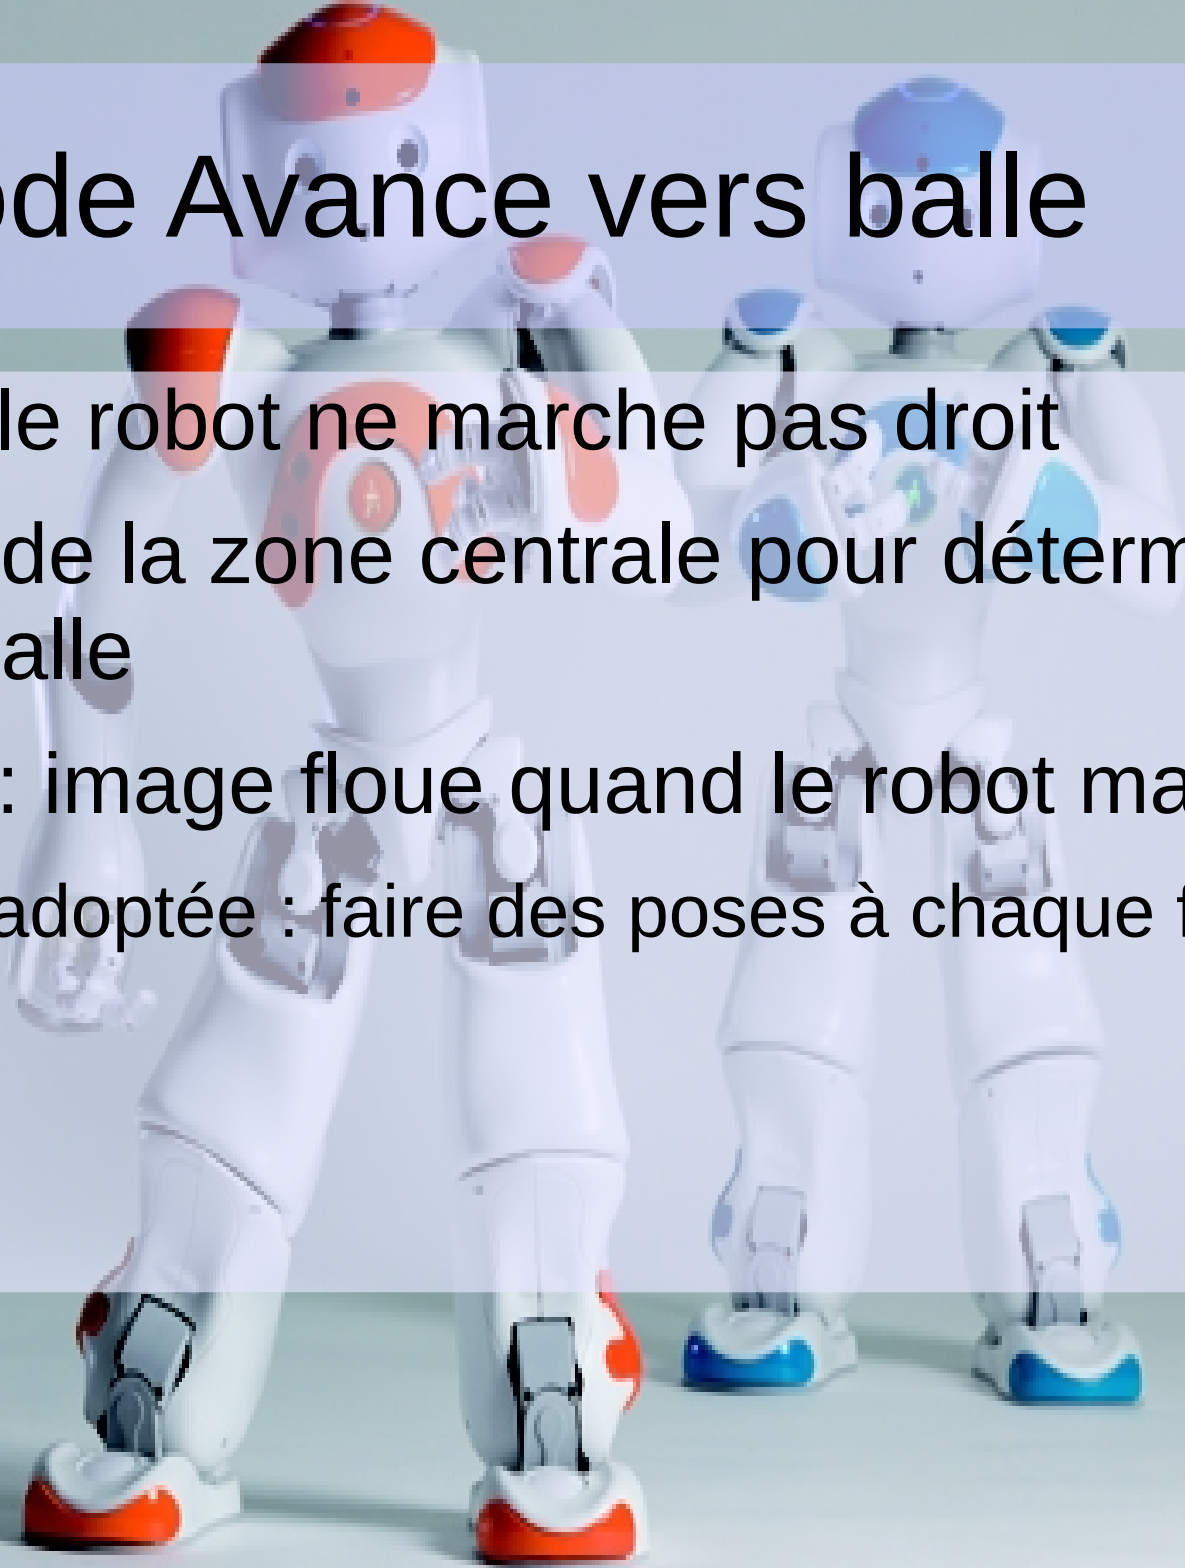 ode Avance vers balle
le robot ne marche pas droit
de la zone centrale pour déterm
alle
: image floue quand le robot ma
adoptée : faire des poses à chaque f